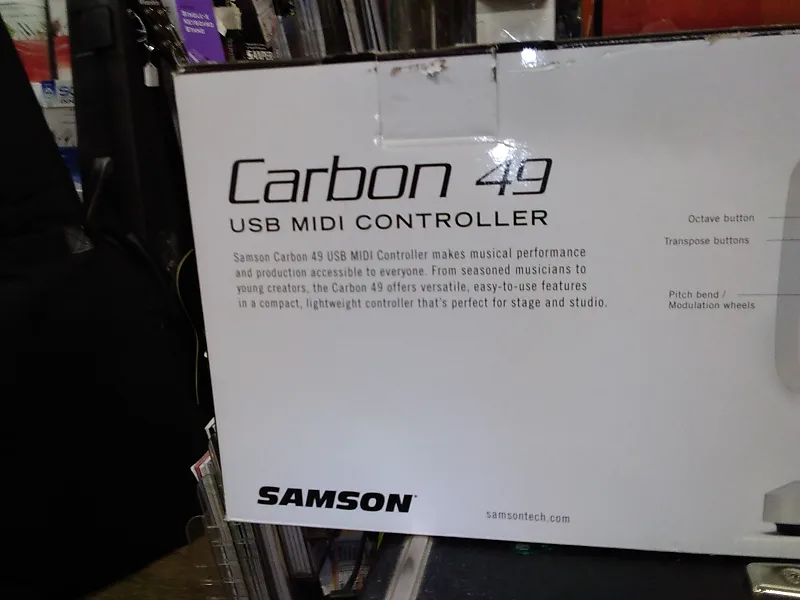 Carbon 49
USB MIDI CONTROLLER
Samson Carbon 49 USB MIDI Controller makes musical performance
and production accessible to everyone. From seasoned musicians to
young creators, the Carbon 49 offers versatile, easy-to-use features
in a compact, lightweight controller that's perfect for stage and studio.
Octave button
Transpose buttons
Pitch bend /
Modulation wheels
SAMSON
samsontech.com